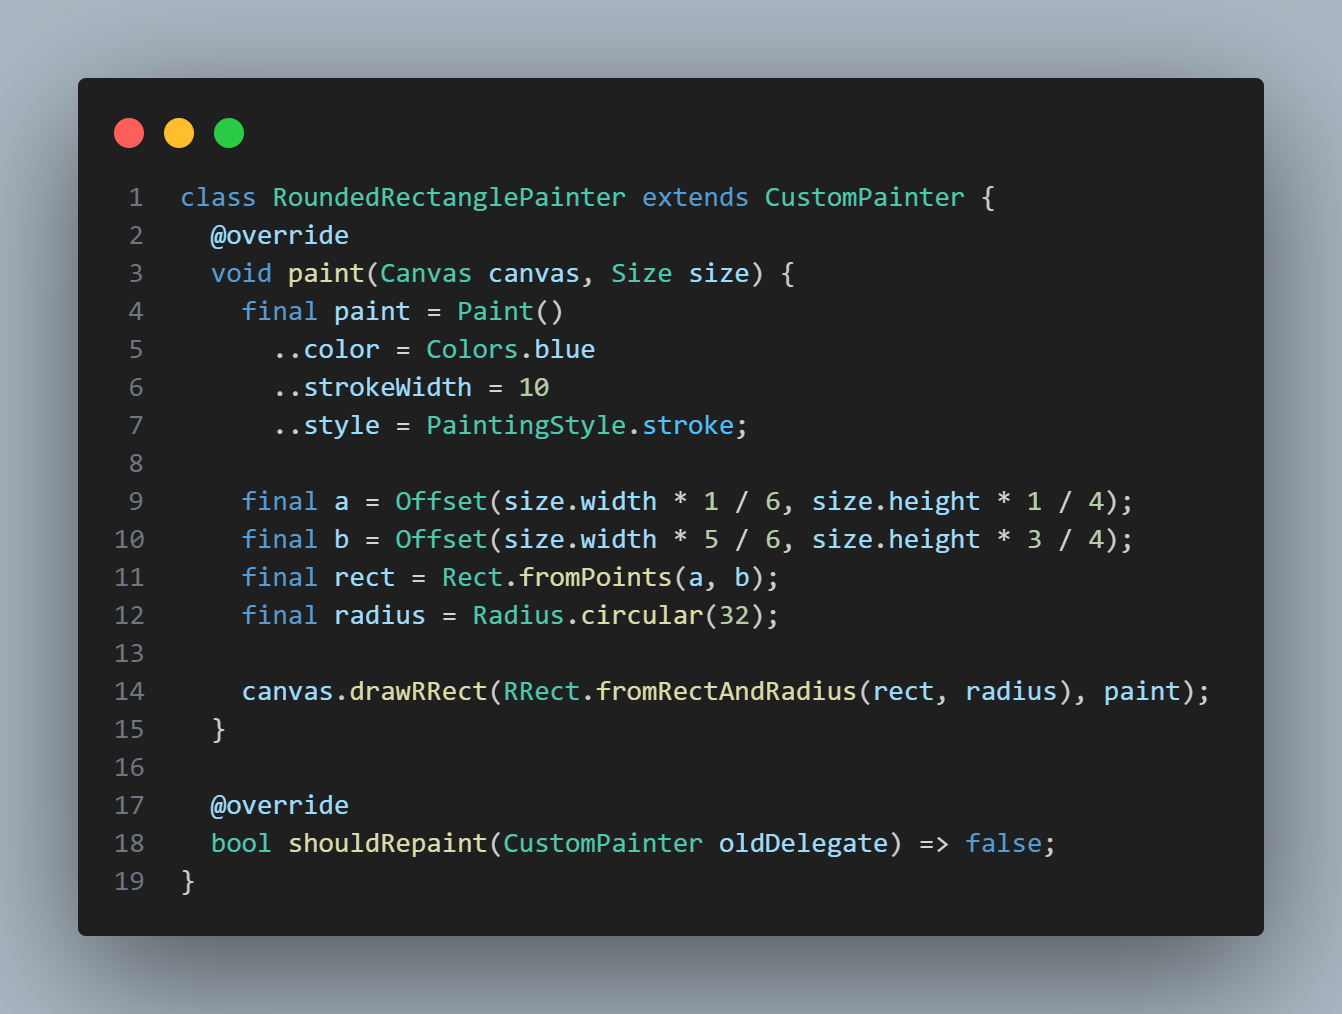 1 class RoundedRectanglePainter extends CustomPainter {
2   @override
3   void paint(Canvas canvas, Size size) {
4     final paint = Paint()
5       ..color = Colors.blue
6       ..strokeWidth = 10
7       ..style = PaintingStyle.stroke;
8
9     final a = Offset(size.width * 1 / 6, size.height * 1 / 4);
10     final b = Offset(size.width * 5 / 6, size.height * 3 / 4);
11     final rect = Rect.fromPoints(a, b);
12     final radius = Radius.circular(32);
13
14     canvas.drawRRect(RRect.fromRectAndRadius(rect, radius), paint);
15   }
16
17   @override
18   bool shouldRepaint(CustomPainter oldDelegate) => false;
19 }